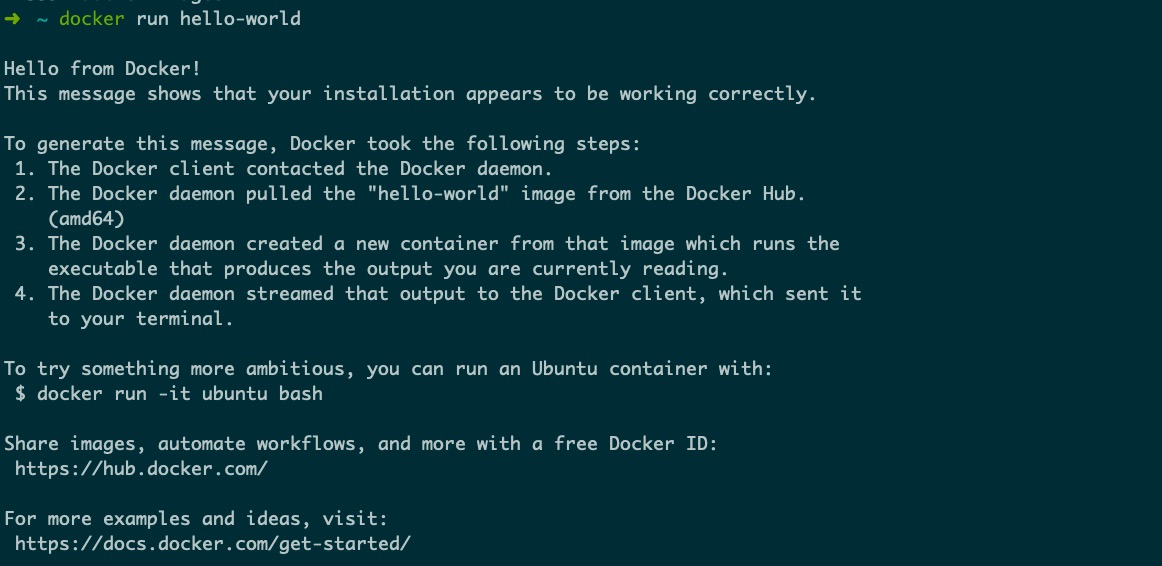 ➜ ~ docker run hello-world
Hello from Docker!
This message shows that your installation appears to be working correctly.
To generate this message, Docker took the following steps:
1. The Docker client contacted the Docker daemon.
2. The Docker daemon pulled the "hello-world" image from the Docker Hub.
(amd64)
3. The Docker daemon created a new container from that image which runs the
executable that produces the output you are currently reading.
4. The Docker daemon streamed that output to the Docker client, which sent it
to your terminal.
To try something more ambitious, you can run an Ubuntu container with:
$ docker run -it ubuntu bash
Share images, automate workflows, and more with a free Docker ID:
https://hub.docker.com/
For more examples and ideas, visit:
https://docs.docker.com/get-started/